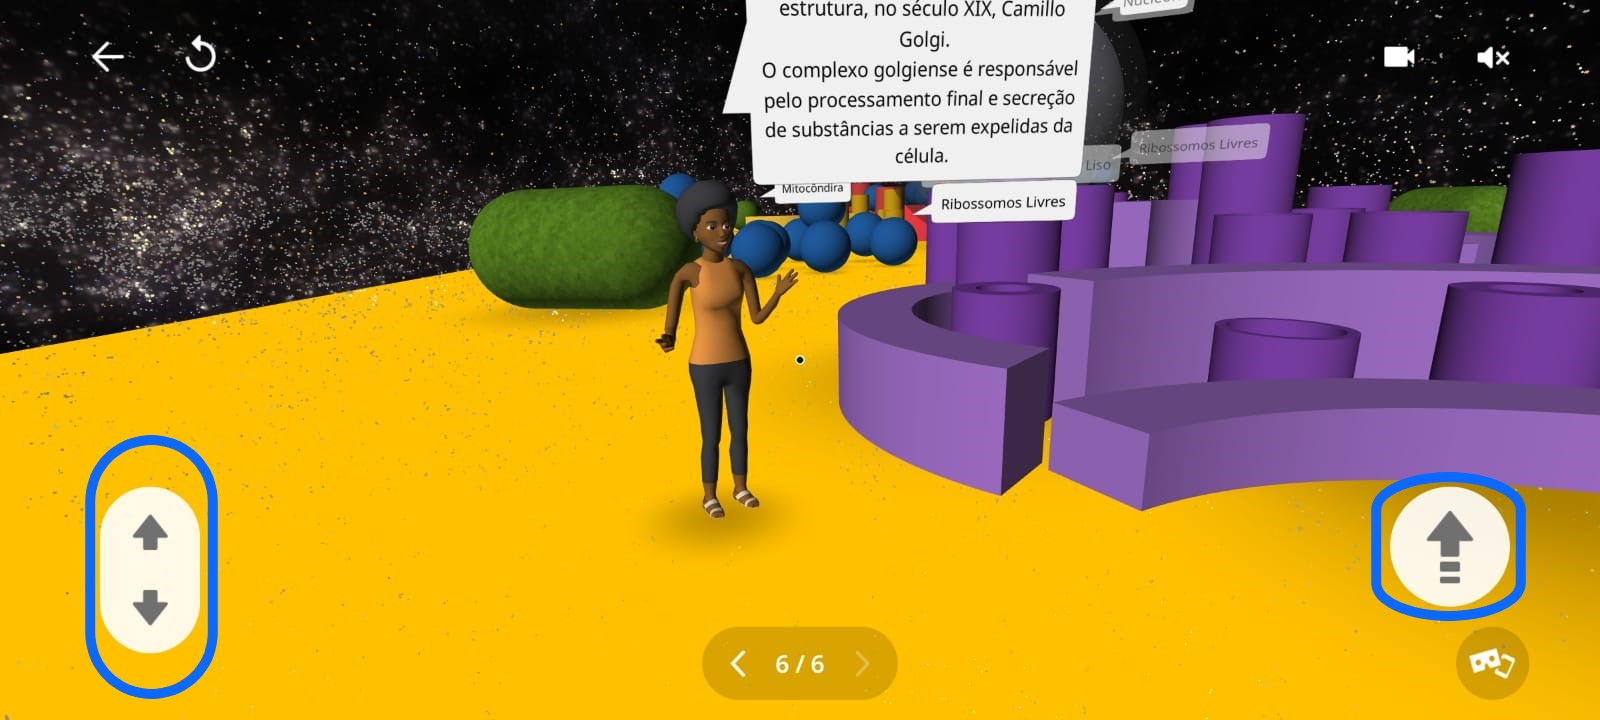 estrutura, no século XIX, Camillo
Golgi.
O complexo golgiense é responsável
pelo processamento final e secreção
de substâncias a serem expelidas da
célula.
Ribossomos Livres
Liso
Mitocôndira
Ribossomos Livres
6 / 6